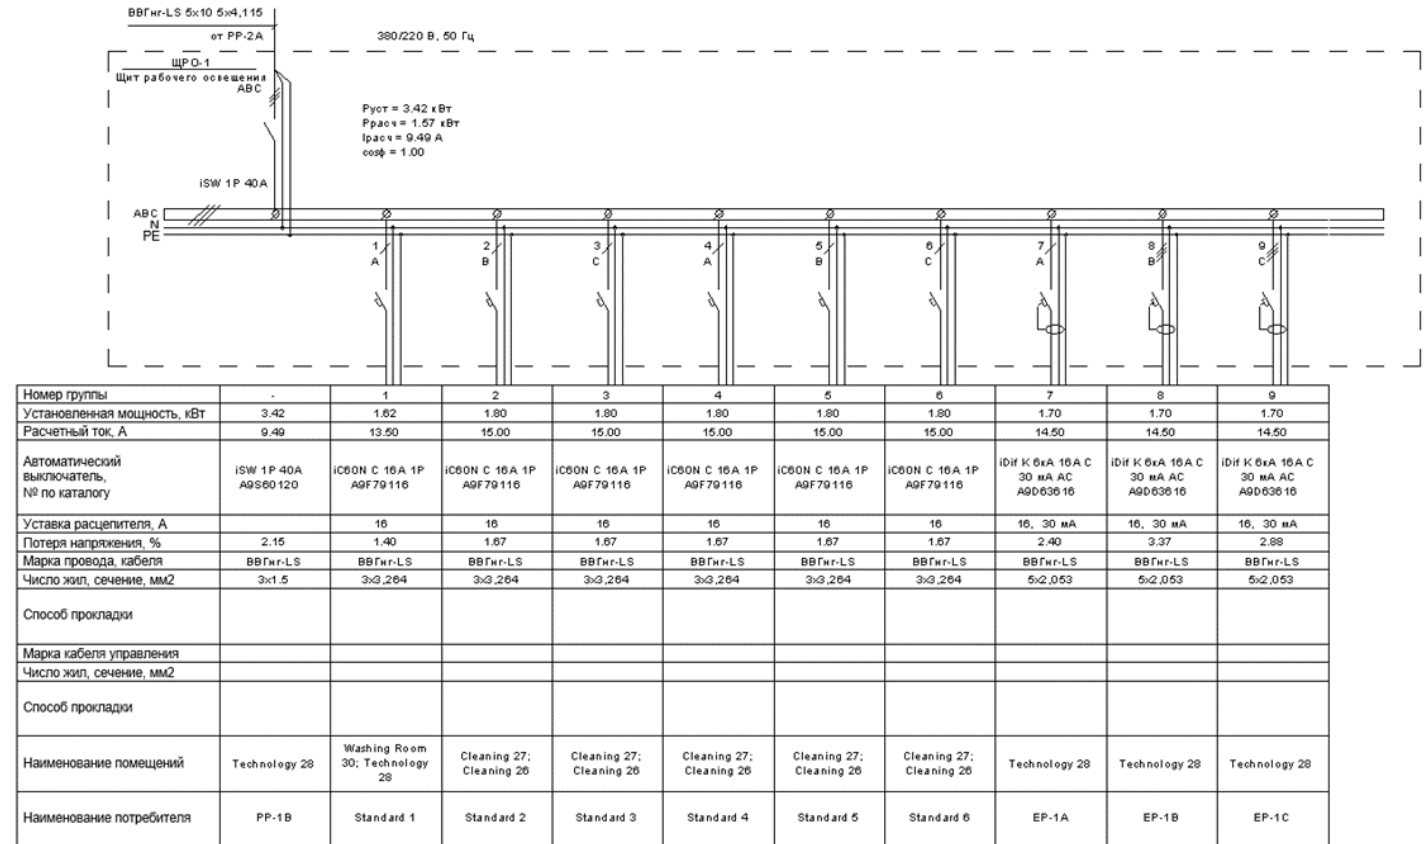 ВВГнг-LS 5x10 5x4,115
от РР-2А
380/220 В, 50 Гц
ЩРО-1
Щит рабочего освещения
ABC
Руст = 3.42 кВт
Ррасч = 1.57 кВт
Iрасч = 9.49 А
cosф = 1.00
iSW 1P 40A
ABC
N
PE
1 2 3 4 5 6 7 8 9
A B C A B C A B C
Номер группы - 1 2 3 4 5 6 7 8 9
Установленная мощность, кВт 3.42 1.62 1.80 1.80 1.80 1.80 1.80 1.70 1.70 1.70
Расчетный ток, А 9.49 13.50 15.00 15.00 15.00 15.00 15.00 14.50 14.50 14.50
Автоматический
выключатель,
№ по каталогу
iSW 1P 40A
A9S60120
iC60N C 16A 1P
A9F79116
iC60N C 16A 1P
A9F79116
iC60N C 16A 1P
A9F79116
iC60N C 16A 1P
A9F79116
iC60N C 16A 1P
A9F79116
iC60N C 16A 1P
A9F79116
iDif K 6кА 16A C
30 мА AC
A9D63616
iDif K 6кА 16A C
30 мА AC
A9D63616
iDif K 6кА 16A C
30 мА AC
A9D63616
Уставка расцепителя, А 16 16 16 16 16 16 16, 30 мА 16, 30 мА 16, 30 мА
Потеря напряжения, % 2.15 1.40 1.67 1.67 1.67 1.67 1.67 2.40 3.37 2.88
Марка провода, кабеля ВВГнг-LS ВВГнг-LS ВВГнг-LS ВВГнг-LS ВВГнг-LS ВВГнг-LS ВВГнг-LS ВВГнг-LS ВВГнг-LS ВВГнг-LS
Число жил, сечение, мм2 3x1.5 3x3,264 3x3,264 3x3,264 3x3,264 3x3,264 3x3,264 5x2,053 5x2,053 5x2,053
Способ прокладки
Марка кабеля управления
Число жил, сечение, мм2
Способ прокладки
Наименование помещений
Technology 28
Washing Room
30; Technology
28
Cleaning 27;
Cleaning 26
Cleaning 27;
Cleaning 26
Cleaning 27;
Cleaning 26
Cleaning 27;
Cleaning 26
Cleaning 27;
Cleaning 26
Technology 28
Technology 28
Technology 28
Наименование потребителя РР-1В Standard 1 Standard 2 Standard 3 Standard 4 Standard 5 Standard 6 EP-1A EP-1B EP-1C